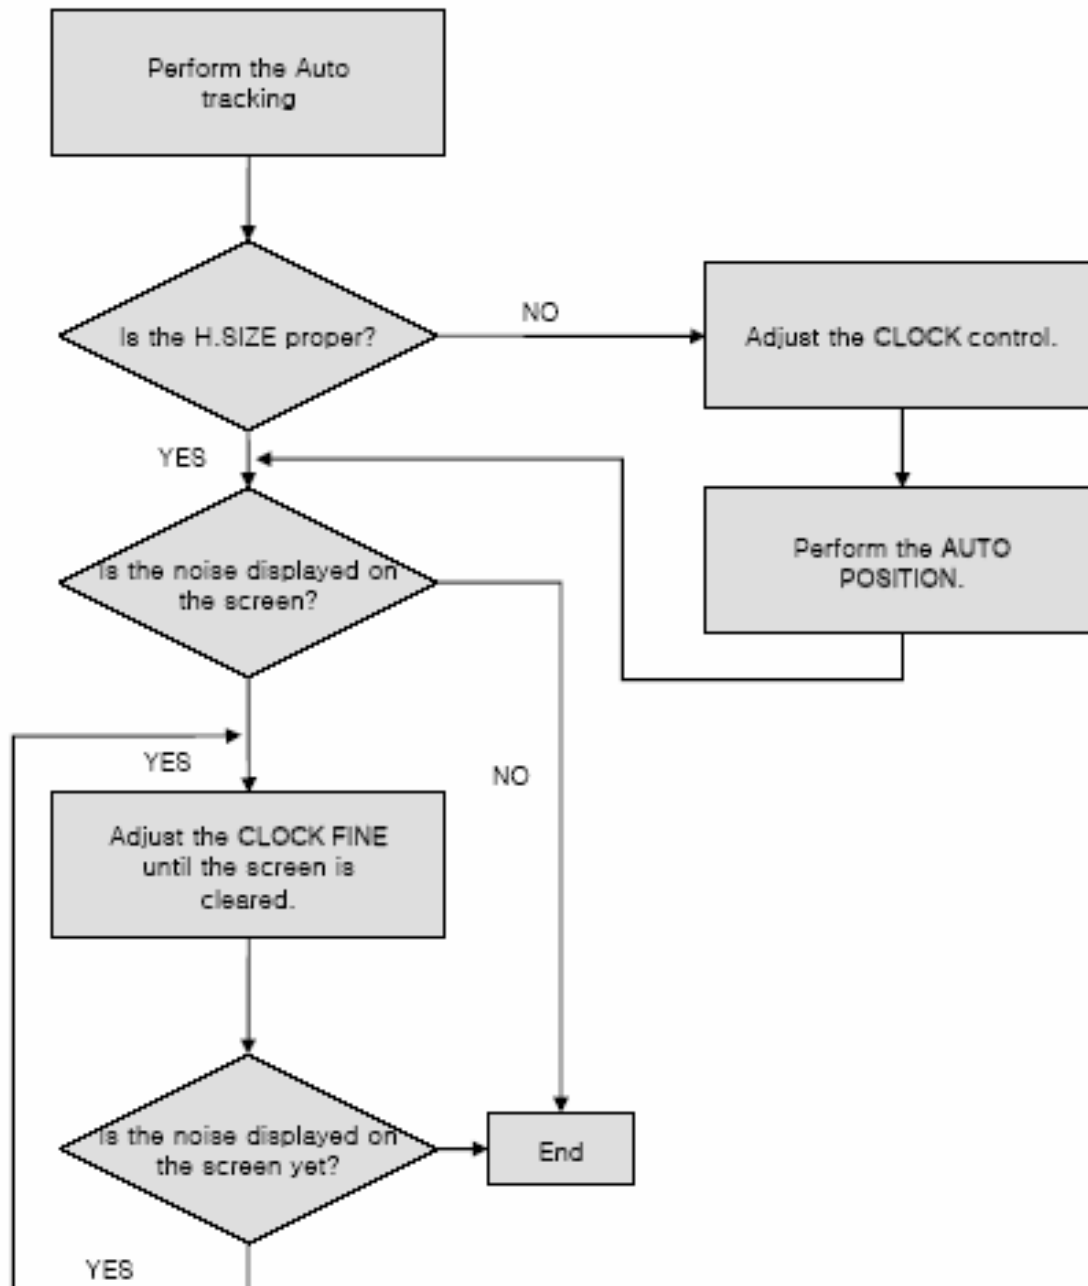 Perform the Auto
tracking
Is the H.SIZE proper?
NO
Adjust the CLOCK control.
YES
Perform the AUTO
POSITION.
Is the noise displayed on
the screen?
YES
NO
Adjust the CLOCK FINE
until the screen is
cleared.
Is the noise displayed on
the screen yet?
End
YES